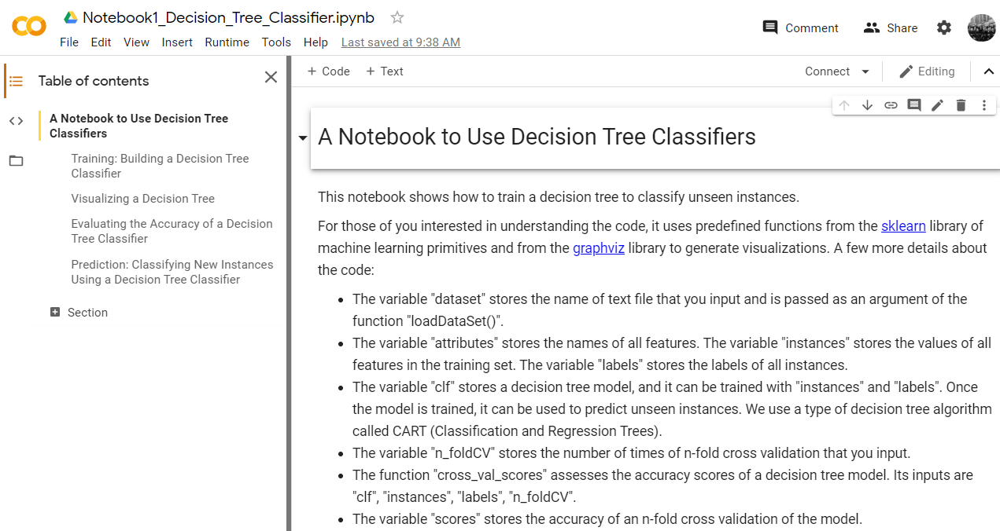 Notebook1_Decision_Tree_Classifier.ipynb
File Edit View Insert Runtime Tools Help Last saved at 9:38 AM
Comment Share
Table of contents
A Notebook to Use Decision Tree
Classifiers
Training: Building a Decision Tree
Classifier
Visualizing a Decision Tree
Evaluating the Accuracy of a Decision
Tree Classifier
Prediction: Classifying New Instances
Using a Decision Tree Classifier
Section
+ Code + Text
Connect Editing
A Notebook to Use Decision Tree Classifiers
This notebook shows how to train a decision tree to classify unseen instances.
For those of you interested in understanding the code, it uses predefined functions from the sklearn library of
machine learning primitives and from the graphviz library to generate visualizations. A few more details about
the code:
• The variable "dataset" stores the name of text file that you input and is passed as an argument of the
function "loadDataSet()".
• The variable "attributes" stores the names of all features. The variable "instances" stores the values of all
features in the training set. The variable "labels" stores the labels of all instances.
• The variable "clf" stores a decision tree model, and it can be trained with "instances" and "labels". Once
the model is trained, it can be used to predict unseen instances. We use a type of decision tree algorithm
called CART (Classification and Regression Trees).
• The variable "n_foldCV" stores the number of times of n-fold cross validation that you input.
• The function "cross_val_scores" assesses the accuracy scores of a decision tree model. Its inputs are
"clf", "instances", "labels", "n_foldCV".
• The variable "scores" stores the accuracy of an n-fold cross validation of the model.